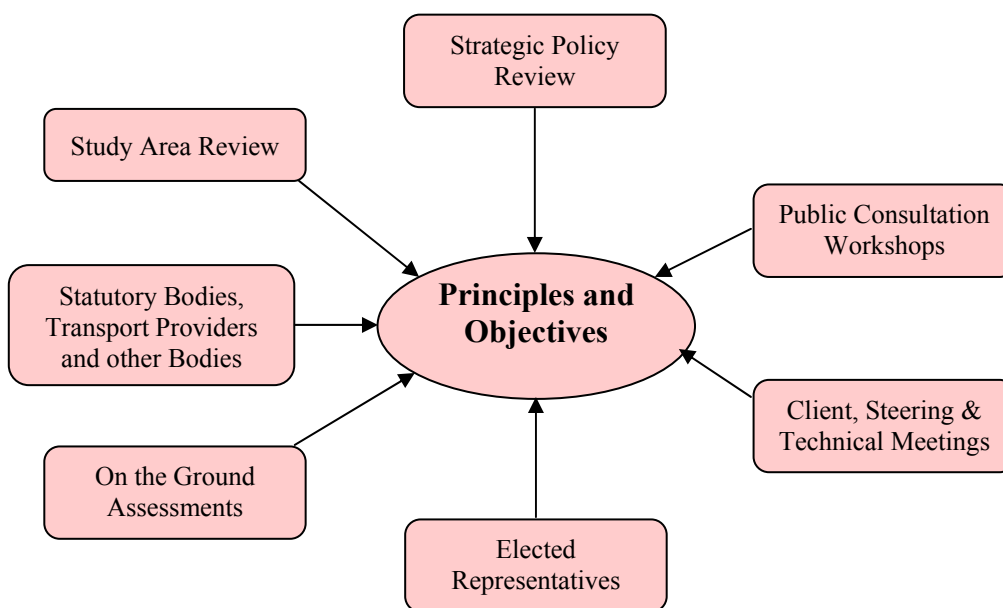 Strategic Policy
Review
Study Area Review
Public Consultation
Workshops
Principles and
Objectives
Statutory Bodies,
Transport Providers
and other Bodies
Client, Steering &
Technical Meetings
On the Ground
Assessments
Elected
Representatives